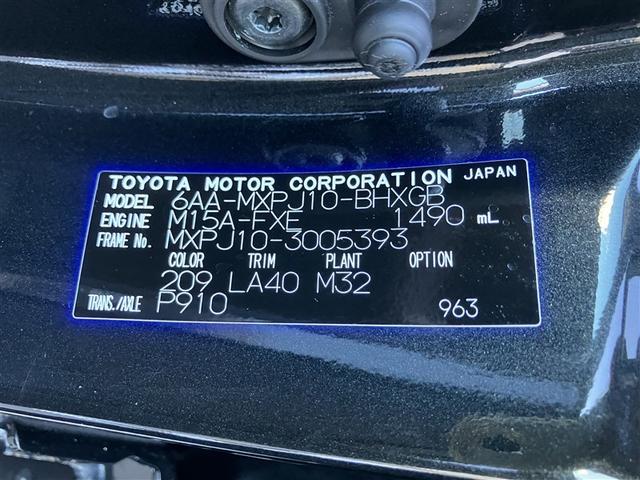 TOYOTA MOTOR CORPORATION JAPAN
MODEL 6AA-MXPJ10-BHXGB
ENGINE M15A-FXE 1490 mL
FRAME No. MXPJ10-3005393
COLOR TRIM PLANT OPTION
209 LA40 M32
TRANS./AXLE P910 963